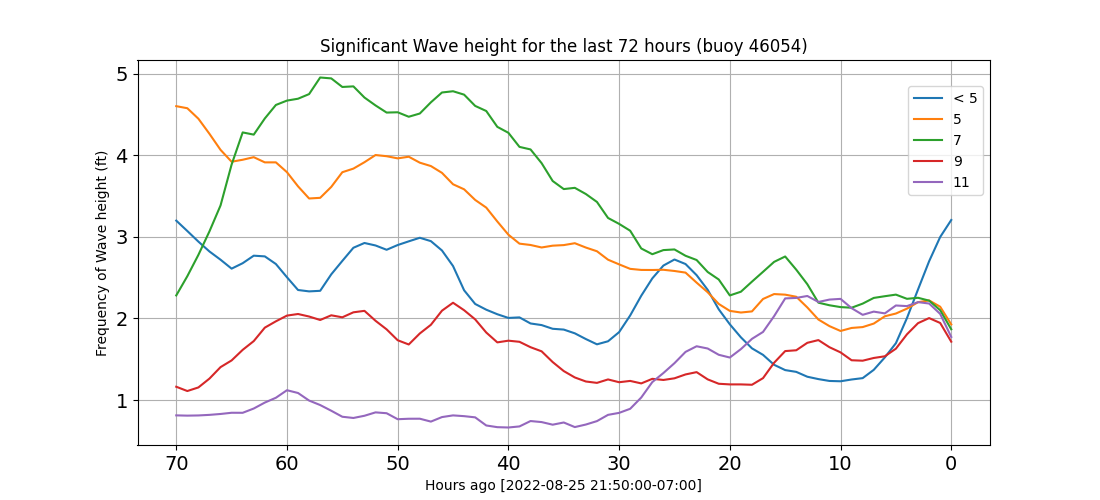 Significant Wave height for the last 72 hours (buoy 46054)
Frequency of Wave height (ft)
5
4
3
2
1
< 5
5
7
9
11
70 60 50 40 30 20 10 0
Hours ago [2022-08-25 21:50:00-07:00]